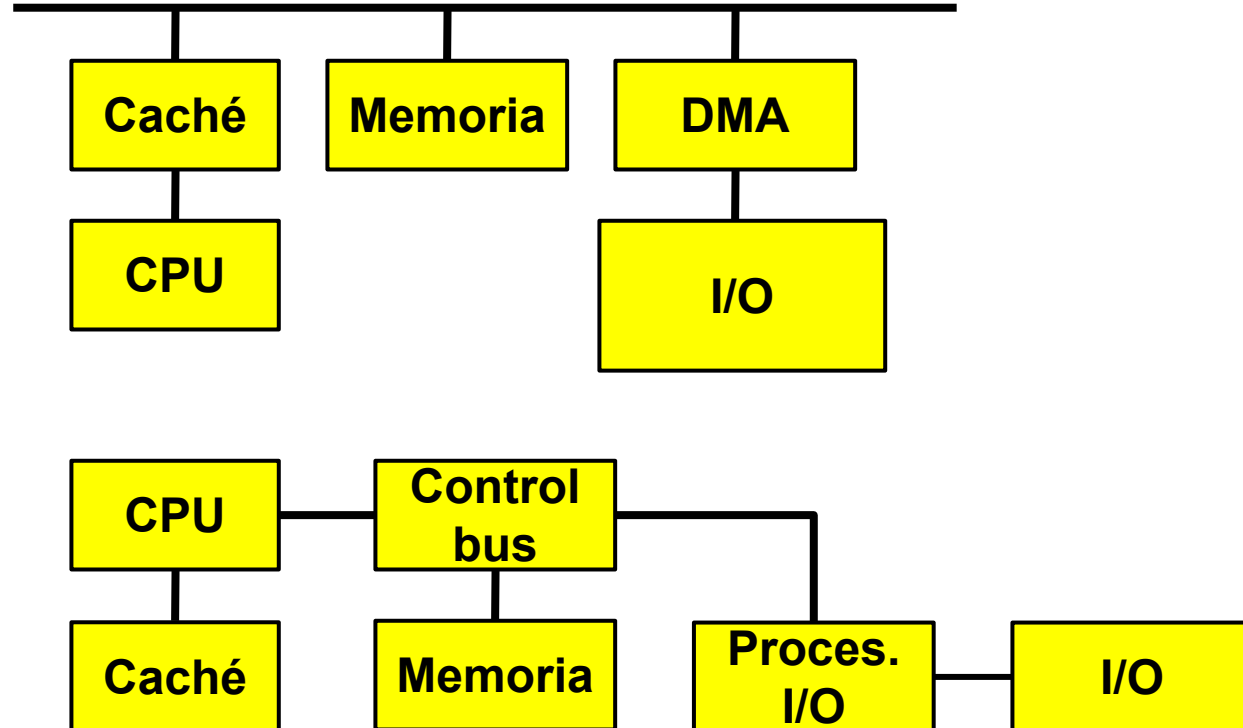 Caché
Memoria
DMA
CPU
I/O
CPU
Control
bus
Caché
Memoria
Proces.
I/O
I/O